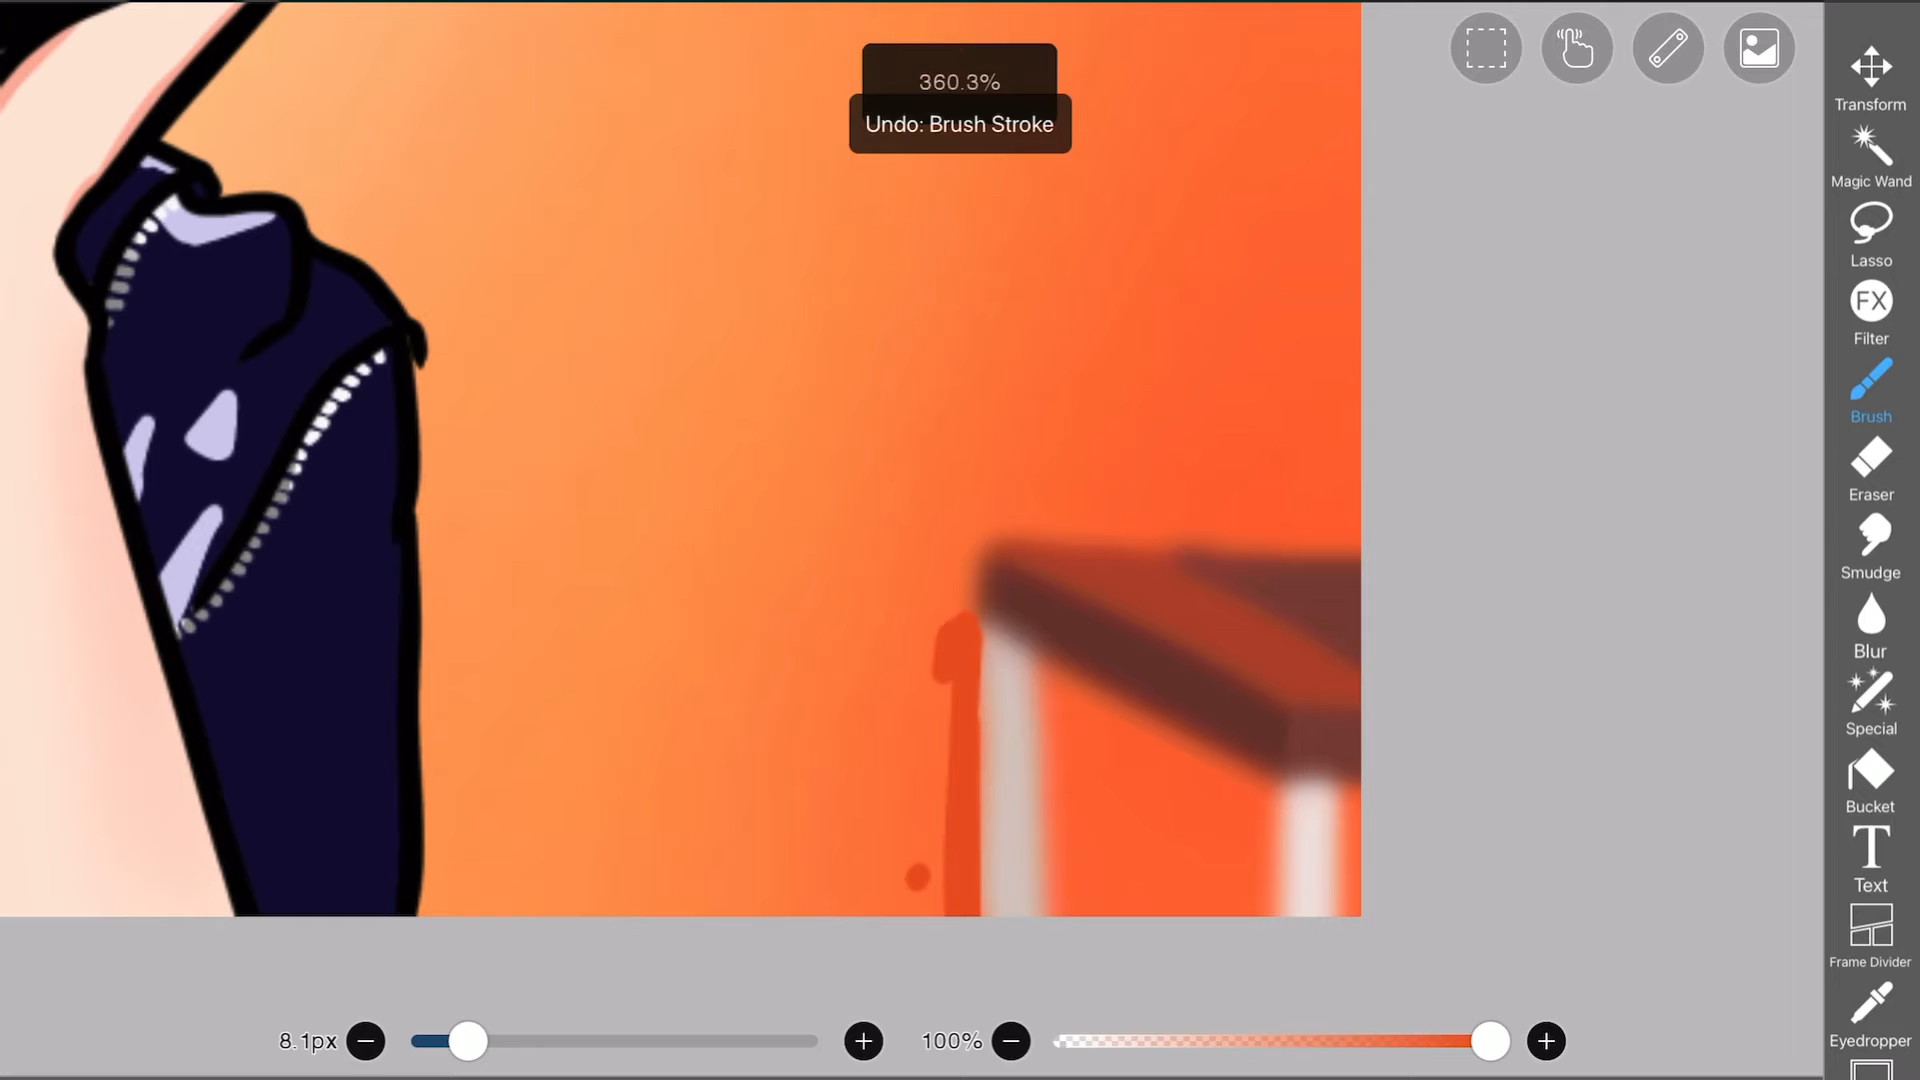 360.3%
Undo: Brush Stroke
Transform
Magic Wand
Lasso
FX
Filter
Brush
Eraser
Smudge
Blur
Special
Bucket
T
Text
Frame Divider
Eyedropper
8.1px
100%